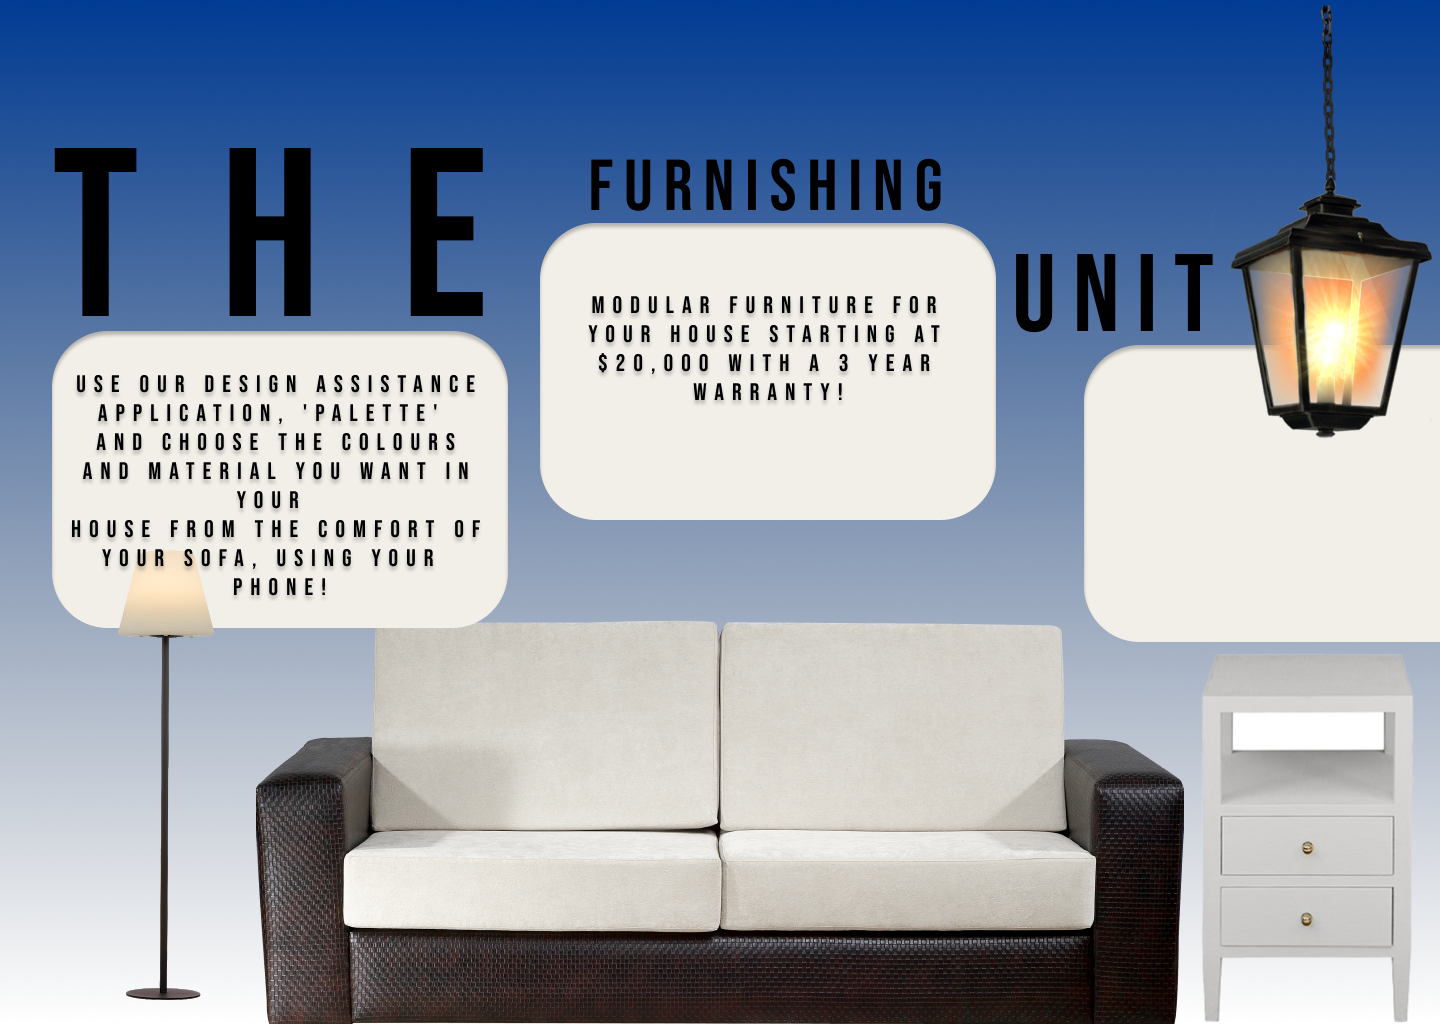 THE
FURNISHING
UNIT
USE OUR DESIGN ASSISTANCE
APPLICATION, 'PALETTE'
AND CHOOSE THE COLOURS
AND MATERIAL YOU WANT IN
YOUR
HOUSE FROM THE COMFORT OF
YOUR SOFA, USING YOUR
PHONE!
MODULAR FURNITURE FOR
YOUR HOUSE STARTING AT
$20,000 WITH A 3 YEAR
WARRANTY!